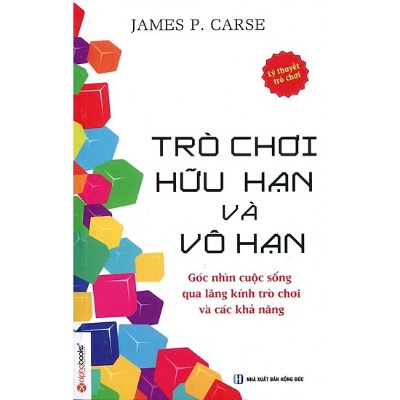 JAMES P. CARSE
Lý thuyết
trò chơi
TRÒ CHƠI
HỮU HẠN
VÀ
VÔ HẠN
Góc nhìn cuộc sống
qua lăng kính trò chơi
và các khả năng
alphabooks
NHÀ XUẤT BẢN HỒNG ĐỨC